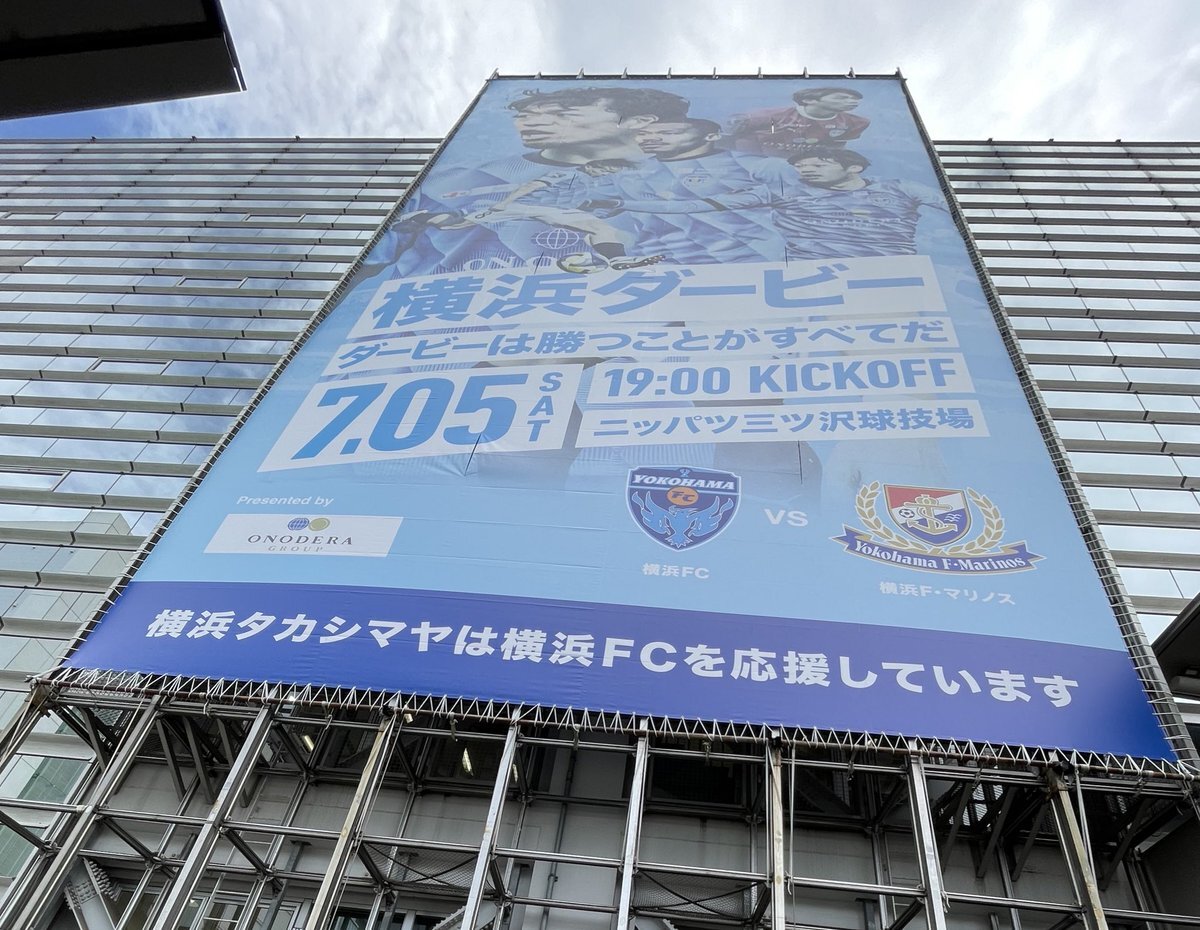 横浜ダービー
ダービーは勝つことがすべてだ
7.05 SAT
19:00 KICKOFF
ニッパツ三ツ沢球技場
Presented by
ONODERA
GROUP
YOKOHAMA
FC
横浜FC
VS
Yokohama F·Marinos
横浜F・マリノス
横浜タカシマヤは横浜FCを応援しています